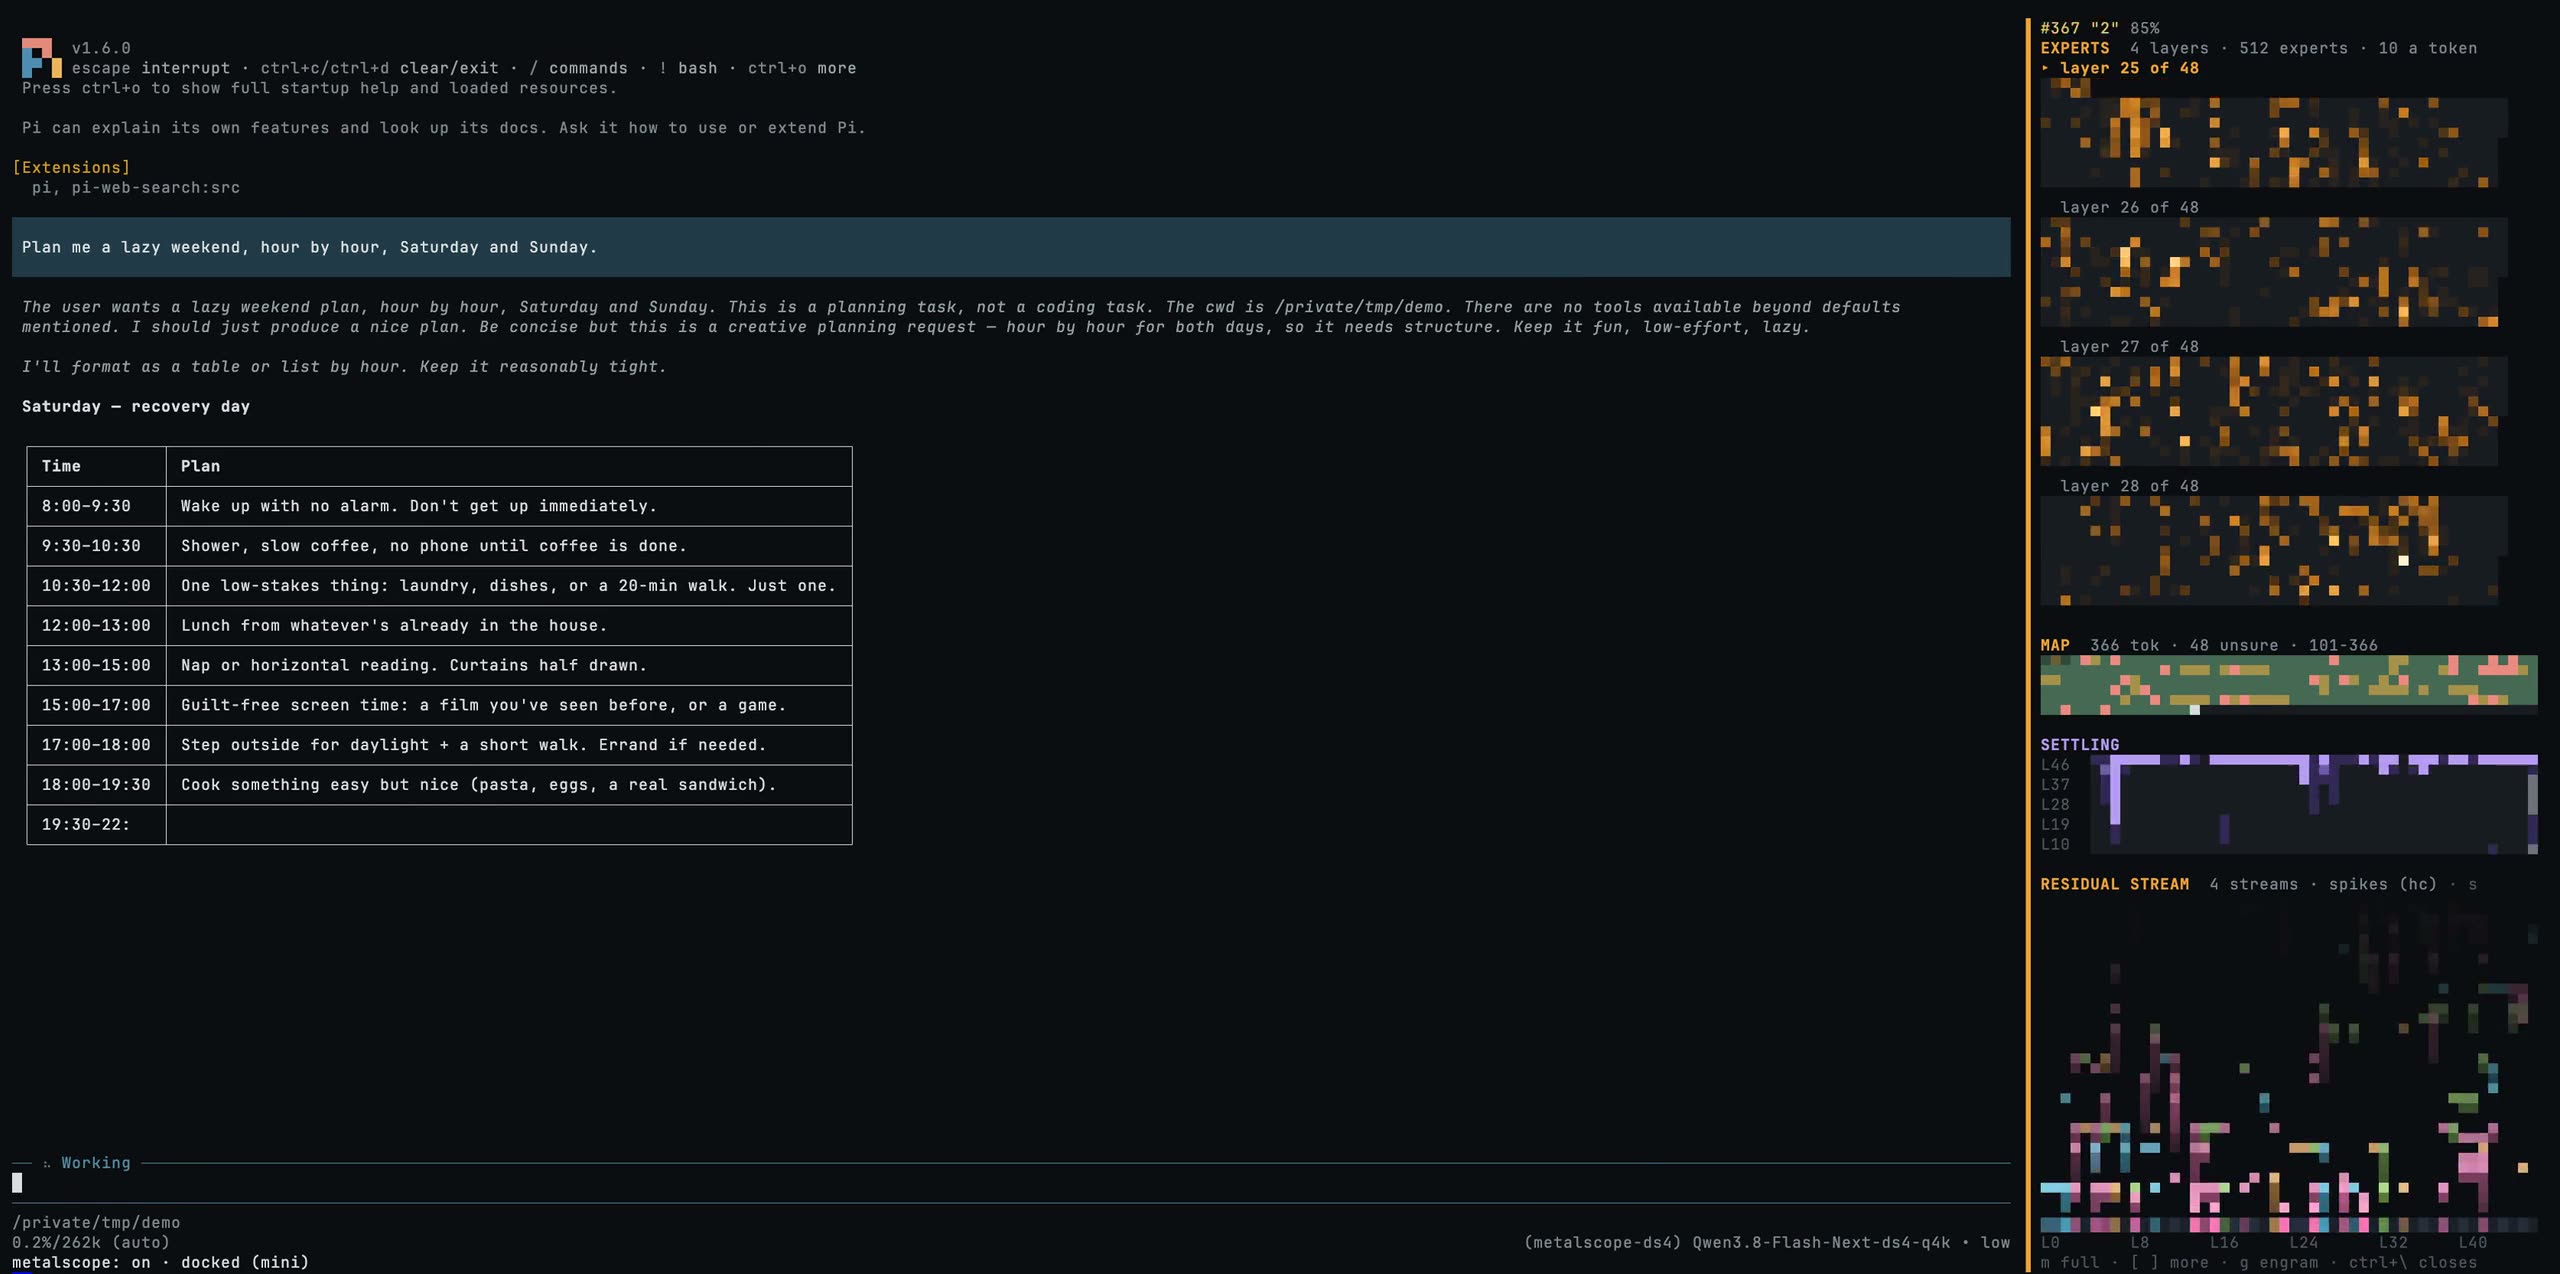 v1.6.0
escape interrupt · ctrl+c/ctrl+d clear/exit · / commands · ! bash · ctrl+o more
Press ctrl+o to show full startup help and loaded resources.
Pi can explain its own features and look up its docs. Ask it how to use or extend Pi.
[Extensions]
pi, pi-web-search:src
Plan me a lazy weekend, hour by hour, Saturday and Sunday.
The user wants a lazy weekend plan, hour by hour, Saturday and Sunday. This is a planning task, not a coding task. The cwd is /private/tmp/demo. There are no tools available beyond defaults
mentioned. I should just produce a nice plan. Be concise but this is a creative planning request — hour by hour for both days, so it needs structure. Keep it fun, low-effort, lazy.
I'll format as a table or list by hour. Keep it reasonably tight.
Saturday — recovery day
Time Plan
8:00–9:30 Wake up with no alarm. Don't get up immediately.
9:30–10:30 Shower, slow coffee, no phone until coffee is done.
10:30–12:00 One low-stakes thing: laundry, dishes, or a 20-min walk. Just one.
12:00–13:00 Lunch from whatever's already in the house.
13:00–15:00 Nap or horizontal reading. Curtains half drawn.
15:00–17:00 Guilt-free screen time: a film you've seen before, or a game.
17:00–18:00 Step outside for daylight + a short walk. Errand if needed.
18:00–19:30 Cook something easy but nice (pasta, eggs, a real sandwich).
19:30–22:
Working
/private/tmp/demo
0.2%/262k (auto)
(metalscope-ds4) Qwen3.8-Flash-Next-ds4-q4k • low
metalscope: on · docked (mini)
#367 "2" 85%
EXPERTS 4 layers · 512 experts · 10 a token
▸ layer 25 of 48
layer 26 of 48
layer 27 of 48
layer 28 of 48
MAP 366 tok · 48 unsure · 101-366
SETTLING
L46
L37
L28
L19
L10
RESIDUAL STREAM 4 streams · spikes (hc) · s
L0 L8 L16 L24 L32 L40
m full · [ ] more · g engram · ctrl+\ closes